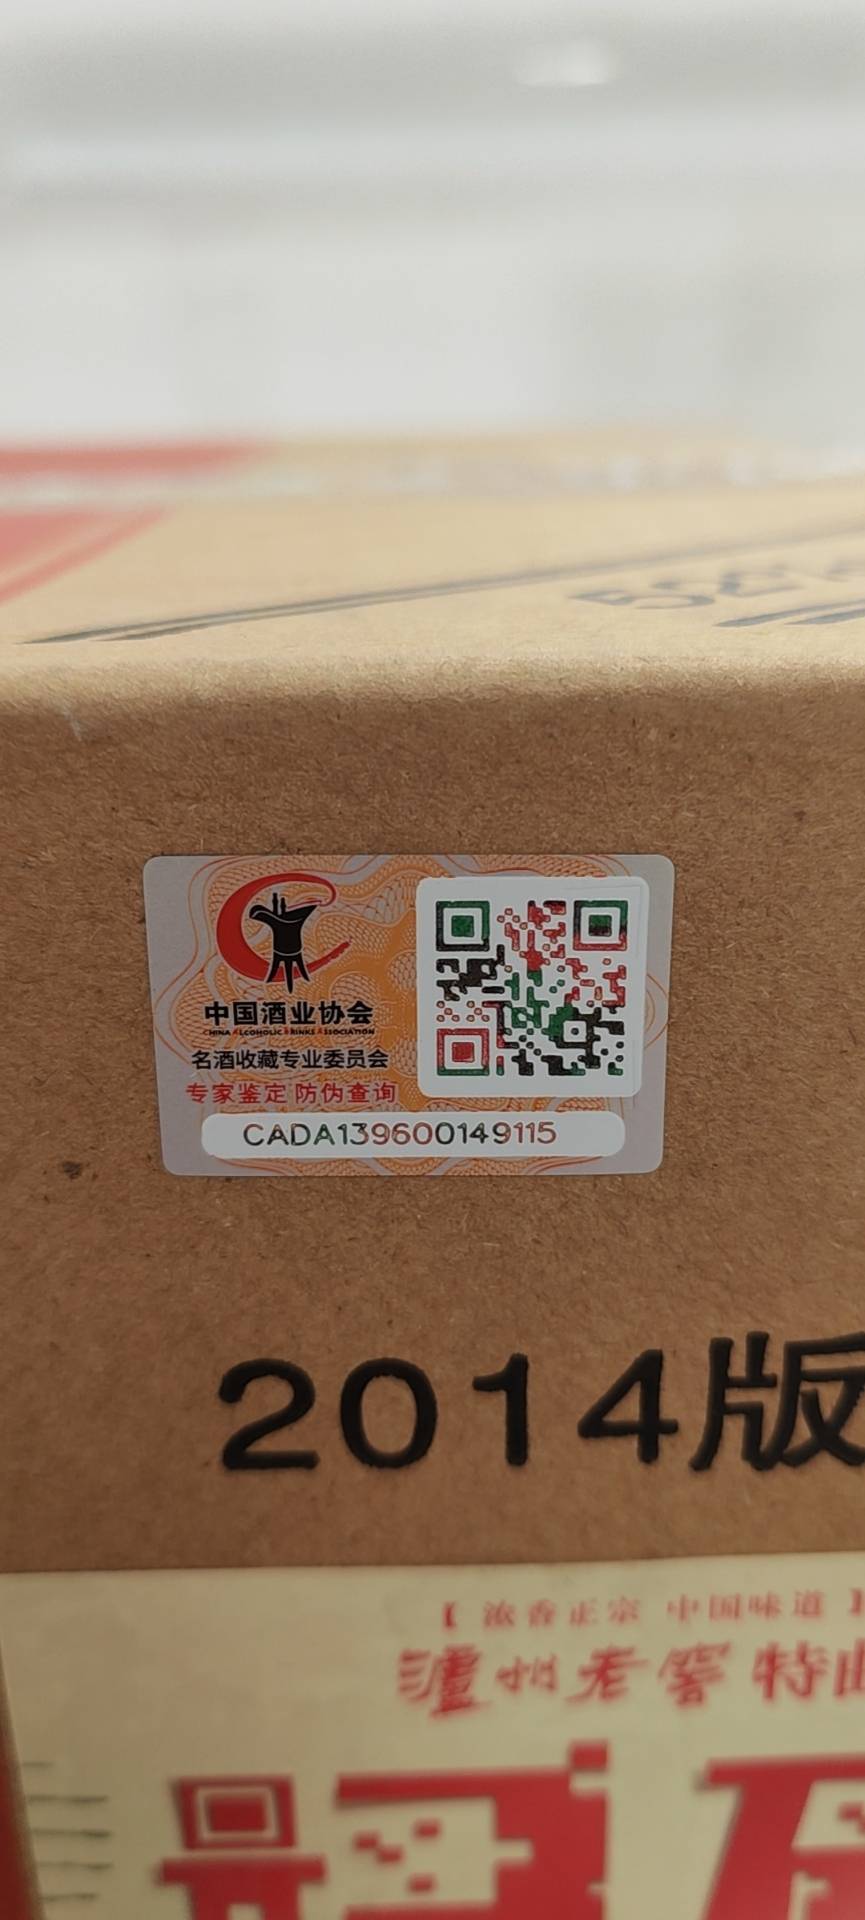 中国酒业协会
CHINA ALCOHOLIC DRINKS ASSOCIATION
名酒收藏专业委员会
专家鉴定 防伪查询
CADA139600149115
2014版
【 浓香正宗 中国味道 】
泸州老窖特曲